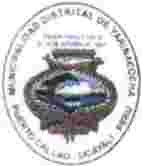 MUNICIPALIDAD DISTRITAL DE YARINACOCHA
PERU
PUERTO CALLAO - UCAYALI